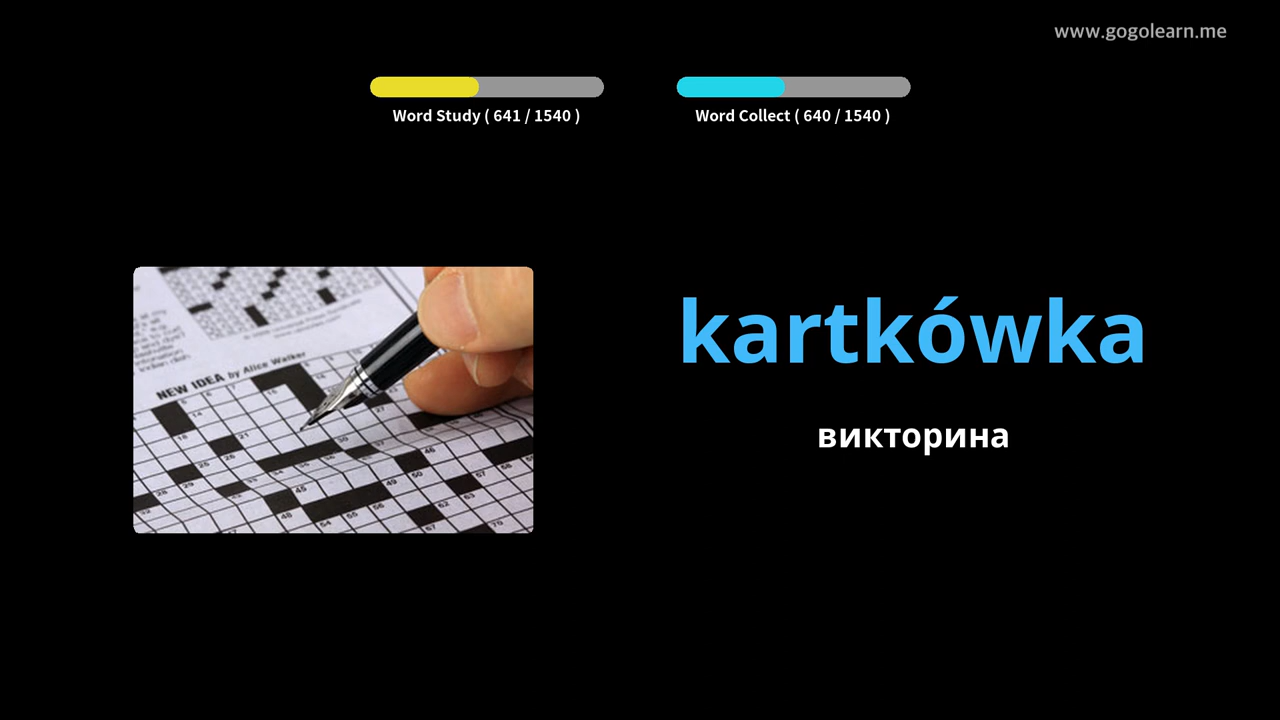 www.gogolearn.me
Word Study ( 641 / 1540 )
Word Collect ( 640 / 1540 )
NEW IDEA by Alice Walker
kartkówka
викторина